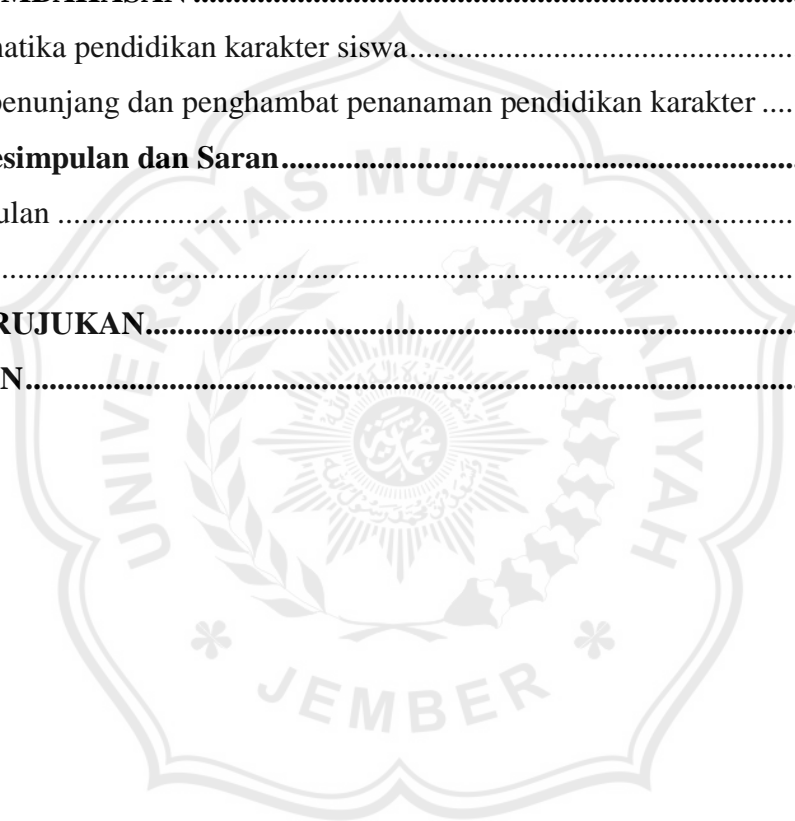 MBAHASAN ........................................................................
natika pendidikan karakter siswa................................................
penunjang dan penghambat penanaman pendidikan karakter ....
esimpulan dan Saran................................................................
ulan ..............................................................................................
.....................................................................................................
RUJUKAN..................................................................................
N..................................................................................................
UNIVERSITAS MUHAMMADIYAH
JEMBER